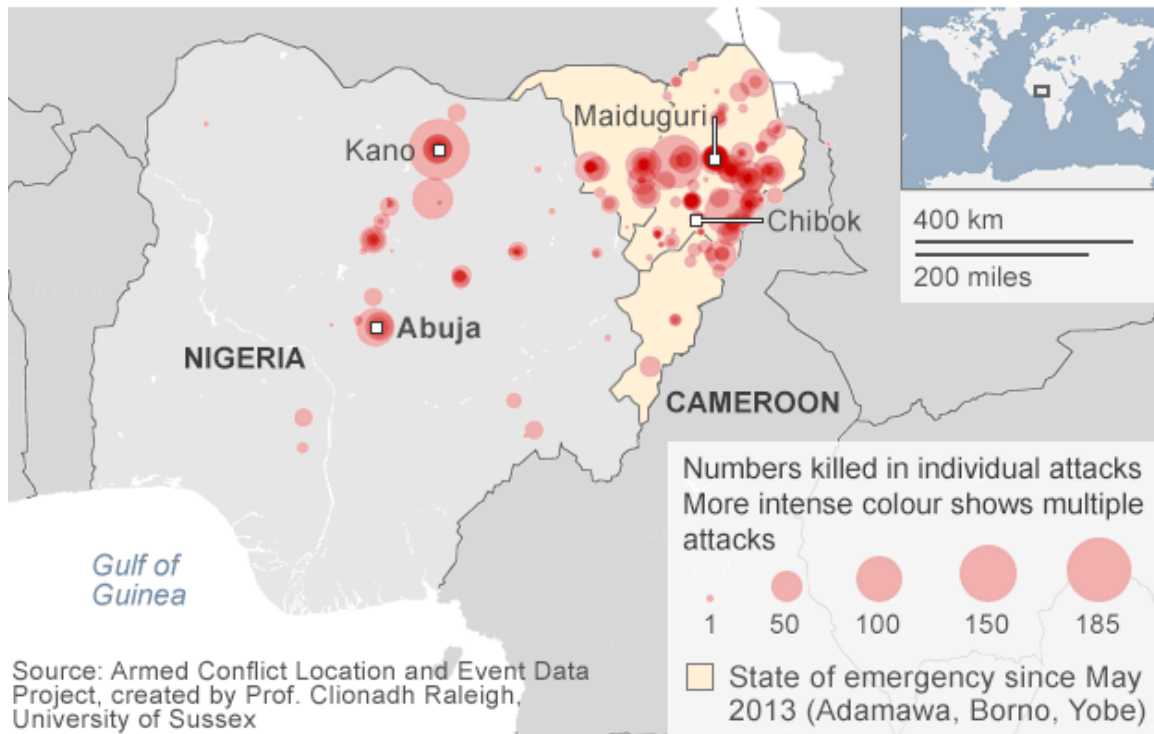 Maiduguri
Kano
Chibok
400 km
200 miles
Abuja
NIGERIA
CAMEROON
Gulf of
Guinea
Numbers killed in individual attacks
More intense colour shows multiple
attacks
1 50 100 150 185
State of emergency since May
2013 (Adamawa, Borno, Yobe)
Source: Armed Conflict Location and Event Data
Project, created by Prof. Clionadh Raleigh,
University of Sussex